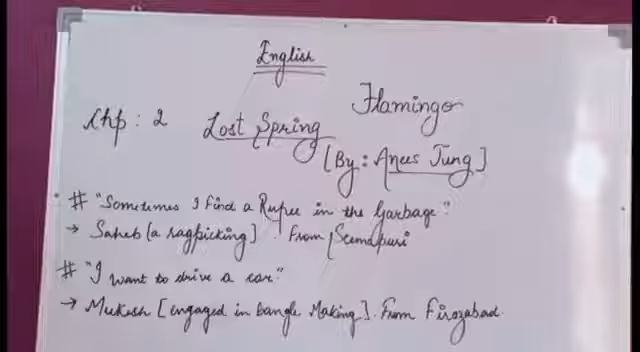 English
Flamingo
Chp : 2 Lost Spring
[By : Anees Jung]
# "Sometimes I find a Rupee in the Garbage".
→ Saheb [a ragpicking] . From Seemapuri
# "I want to drive a car"
→ Mukesh [engaged in bangle Making]. From Firozabad.